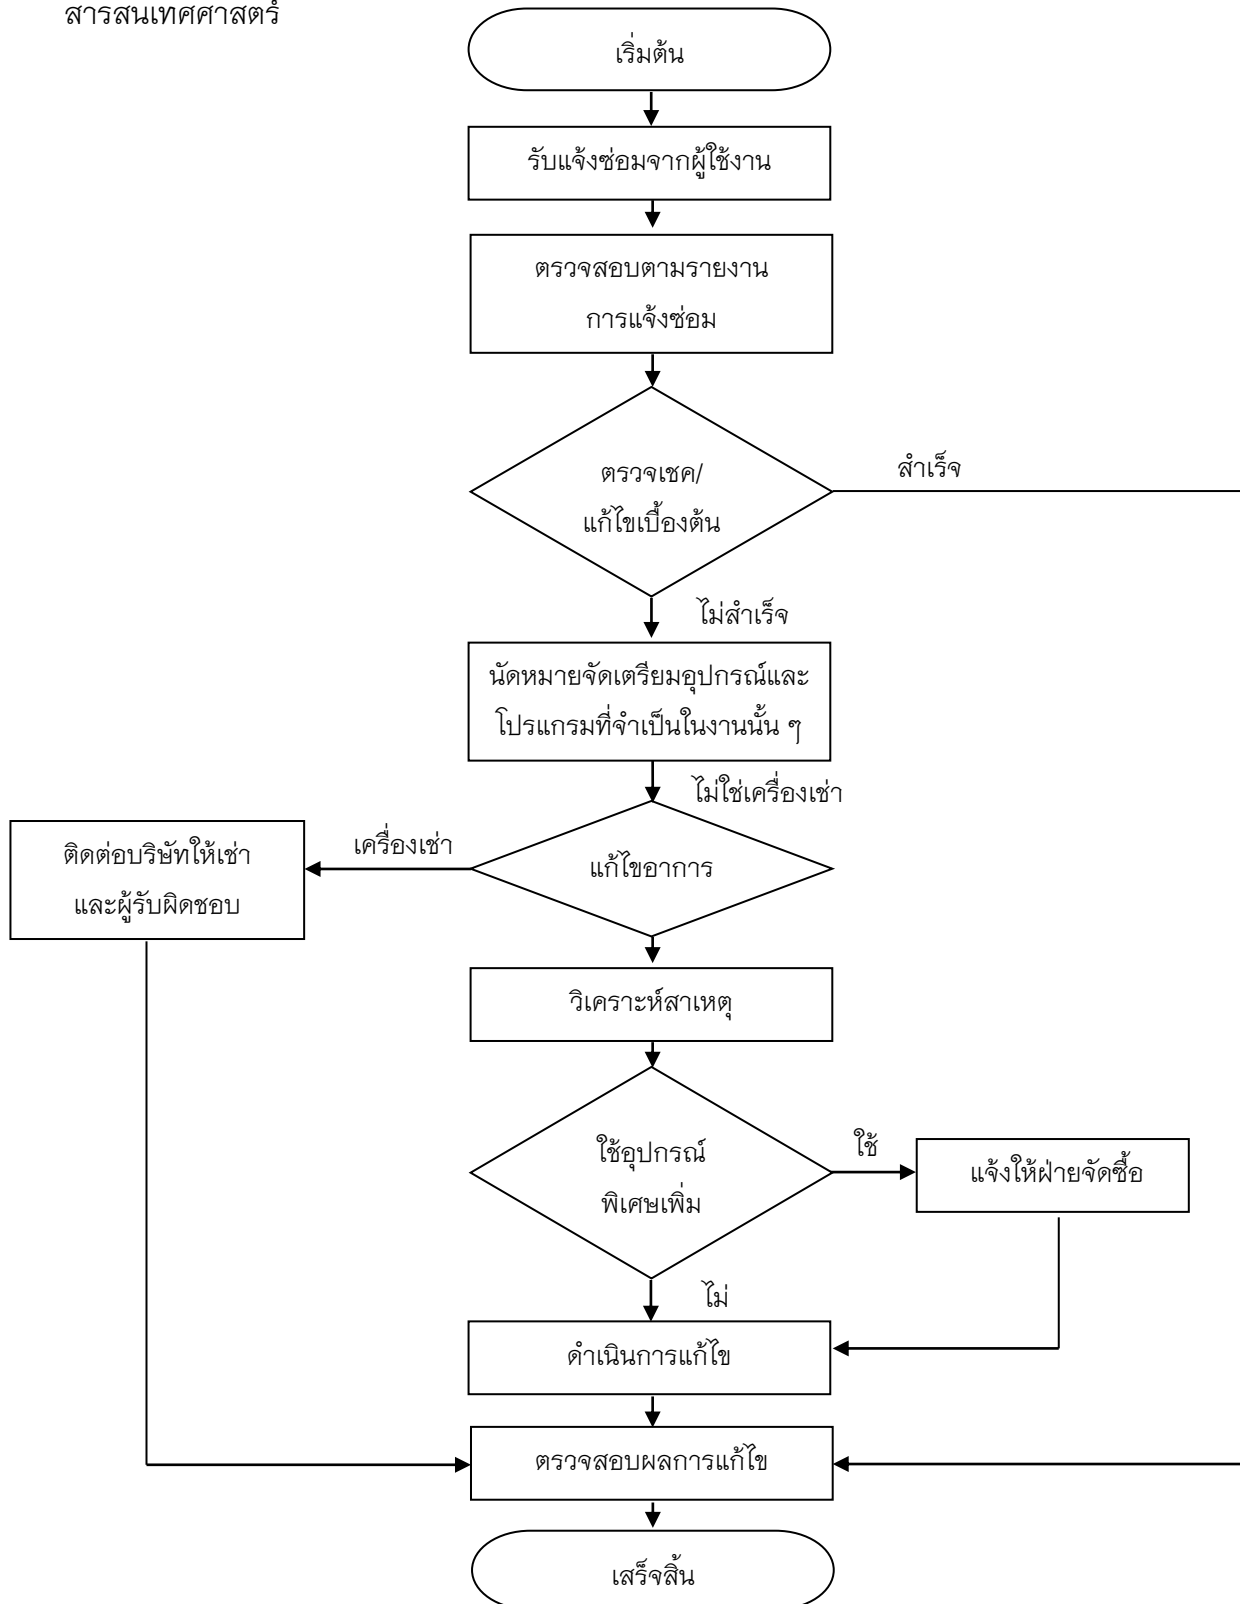 สารสนเทศศาสตร์
เริ่มต้น
รับแจ้งซ่อมจากผู้ใช้งาน
ตรวจสอบตามรายงาน
การแจ้งซ่อม
ตรวจเชค/
แก้ไขเบื้องต้น
สำเร็จ
ไม่สำเร็จ
นัดหมายจัดเตรียมอุปกรณ์และ
โปรแกรมที่จำเป็นในงานนั้น ๆ
ไม่ใช่เครื่องเช่า
เครื่องเช่า
ติดต่อบริษัทให้เช่า
และผู้รับผิดชอบ
แก้ไขอาการ
วิเคราะห์สาเหตุ
ใช้อุปกรณ์
พิเศษเพิ่ม
ใช้
แจ้งให้ฝ่ายจัดซื้อ
ไม่
ดำเนินการแก้ไข
ตรวจสอบผลการแก้ไข
เสร็จสิ้น